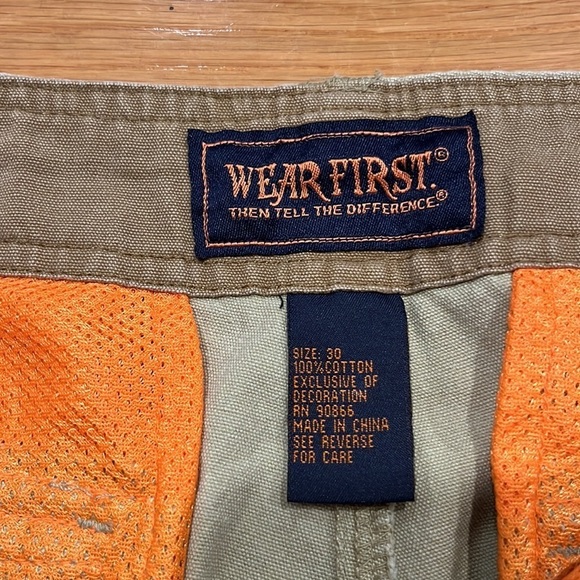 WEAR FIRST.®
THEN TELL THE DIFFERENCE.®
SIZE: 30
100%COTTON
EXCLUSIVE OF
DECORATION
RN 90866
MADE IN CHINA
SEE REVERSE
FOR CARE